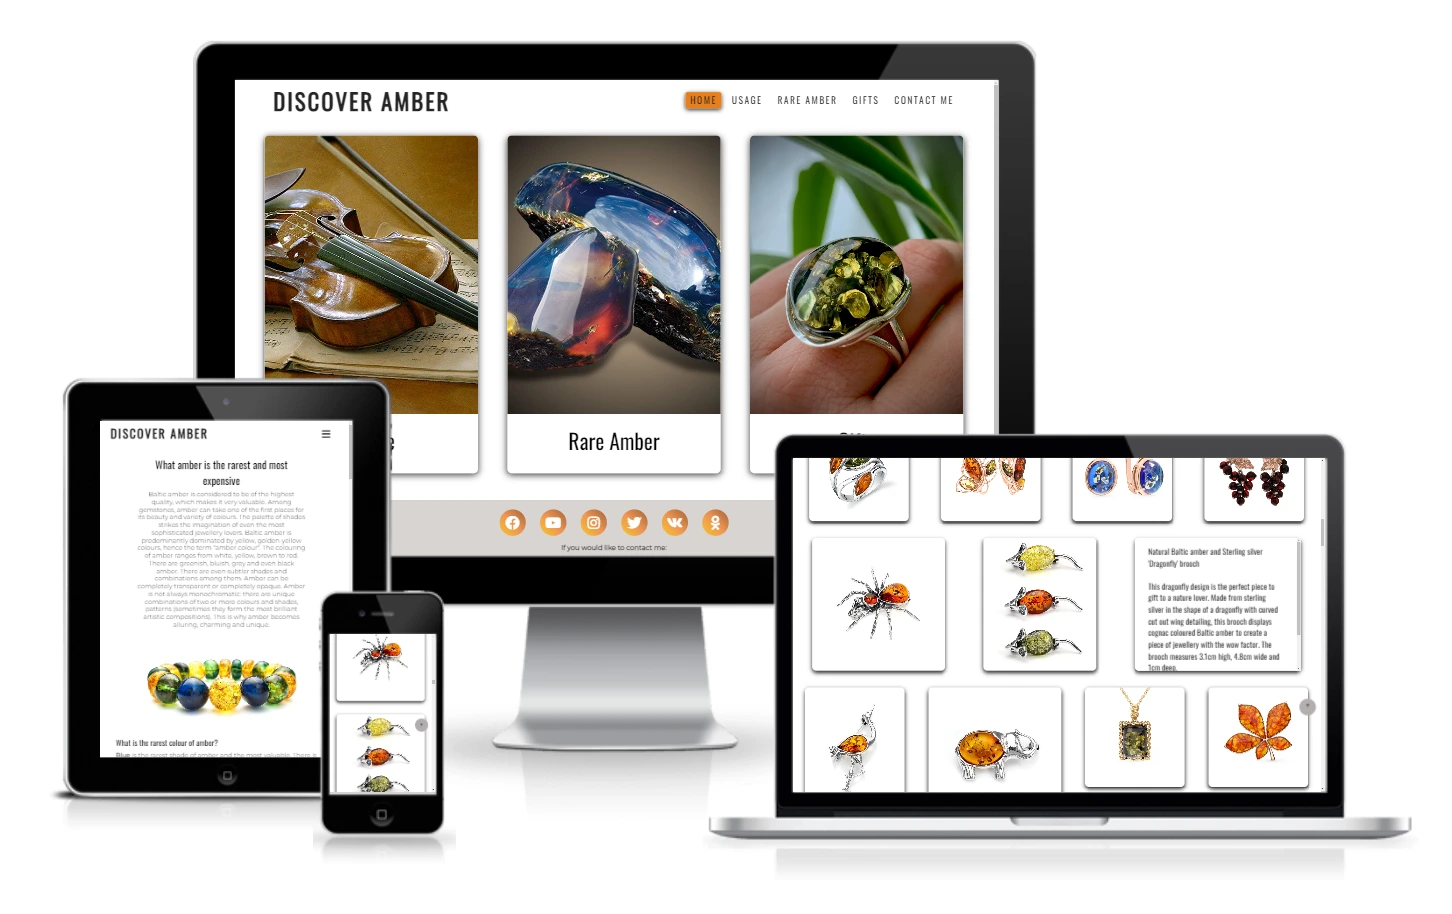 DISCOVER AMBER
HOME USAGE RARE AMBER GIFTS CONTACT ME
Rare Amber
If you would like to contact me:
DISCOVER AMBER
What amber is the rarest and most
expensive
Baltic amber is considered to be of the highest
quality, which makes it very valuable. Among
gemstones, amber can take one of the first places for
its beauty and variety of colours. The palette of shades
strikes the imagination of even the most
sophisticated jewellery lovers. Baltic amber is
predominantly dominated by yellow, golden yellow
colours, hence the term "amber colour". The colouring
of amber ranges from white, yellow, brown to red.
There are greenish, bluish, grey and even black
amber. There are even subtler shades and
combinations among them. Amber can be
completely transparent or completely opaque. Amber
is not always monochromatic: there are unique
combinations of two or more colours and shades,
patterns (sometimes they form the most brilliant
artistic compositions). This is why amber becomes
alluring, charming and unique.
What is the rarest colour of amber?
Blue is the rarest shade of amber and the most valuable. There is
Natural Baltic amber and Sterling silver
'Dragonfly' brooch
This dragonfly design is the perfect piece to
gift to a nature lover. Made from sterling
silver in the shape of a dragonfly with curved
cut out wing detailing, this brooch displays
cognac coloured Baltic amber to create a
piece of jewellery with the wow factor. The
brooch measures 3.1cm high, 4.8cm wide and
1cm deep.